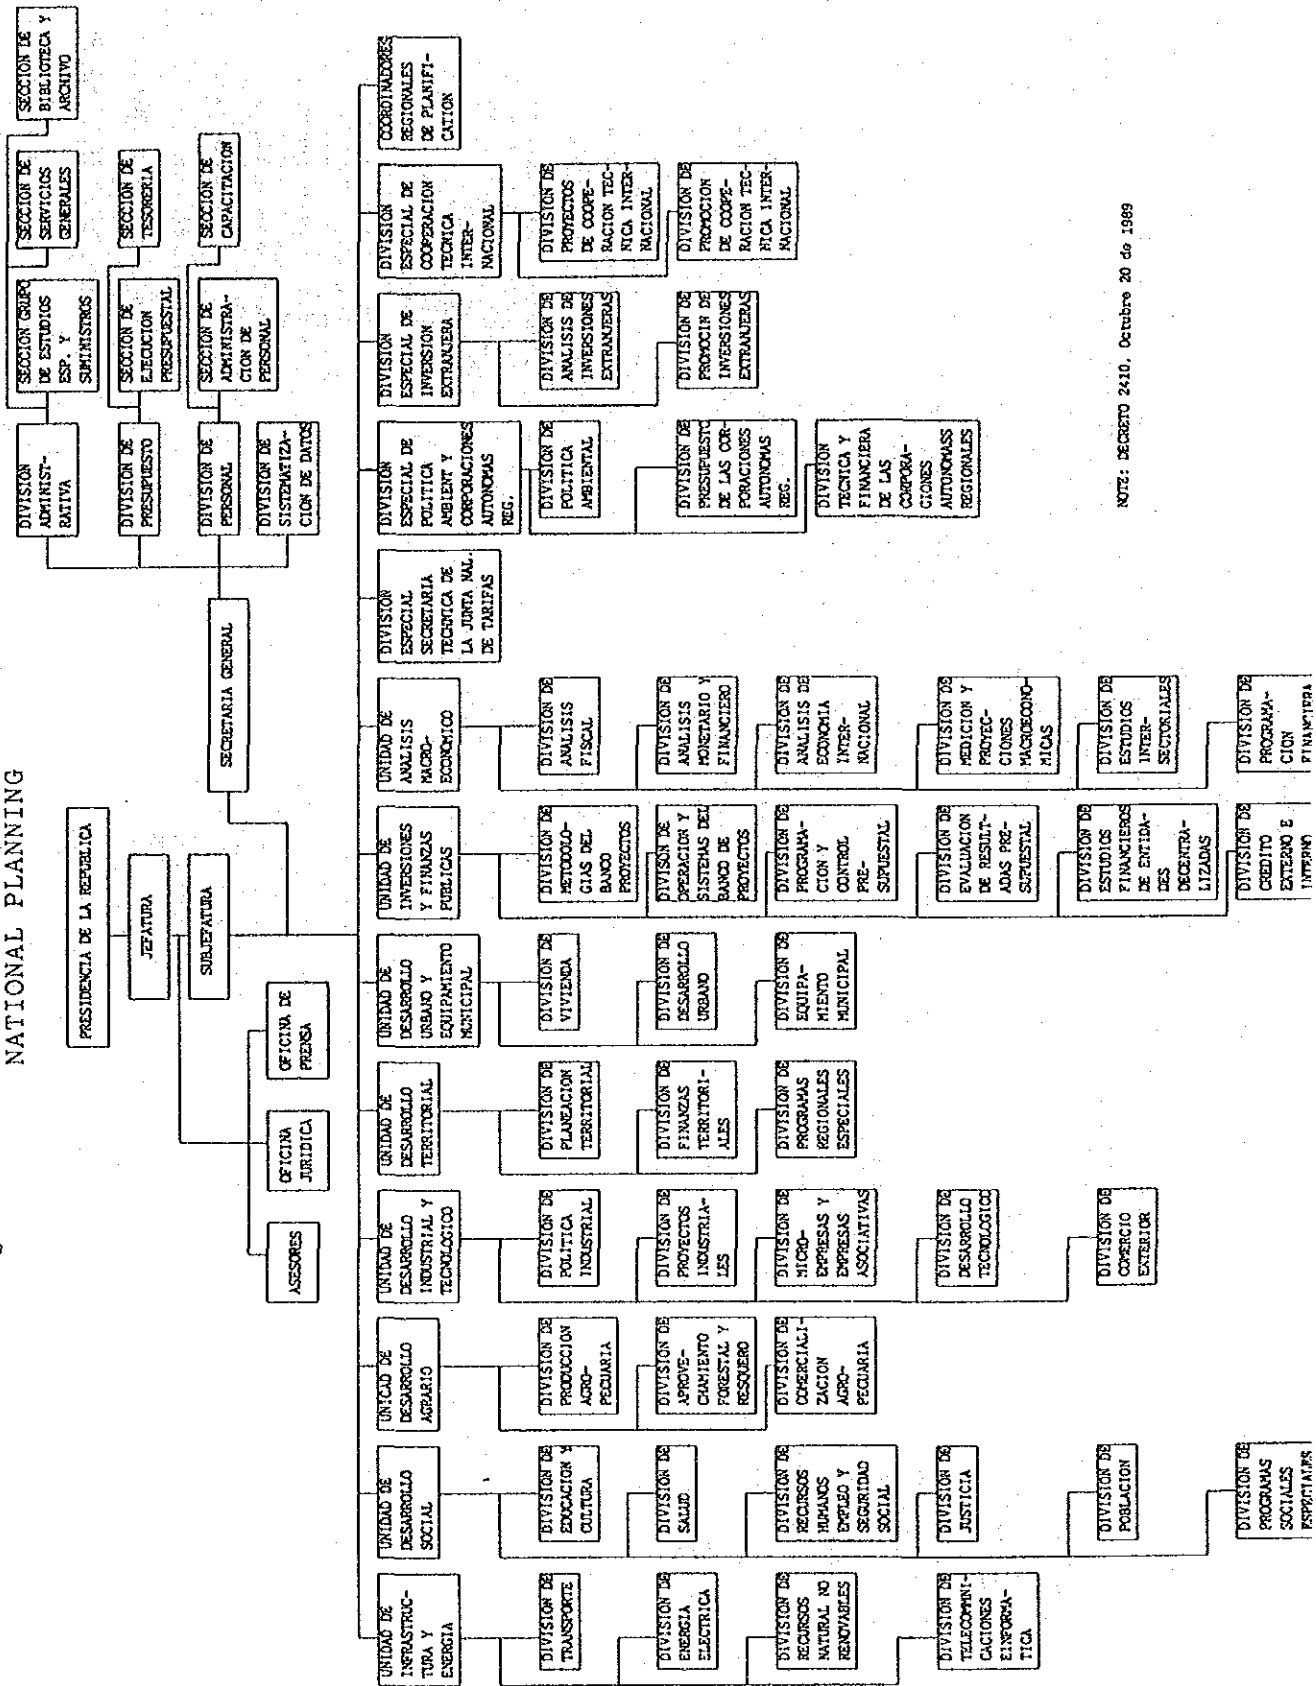 NATIONAL PLANNING
PRESIDENCIA DE LA REPUBLICA
JEFATURA
SUBJEFATURA
ASESORES
OFICINA
JURIDICA
OFICINA DE
PRENSA
SECRETARIA GENERAL
DIVISION
ADMINIST-
RATIVA
SECCION GRUPO
DE ESTUDIOS
ESP. Y
SUMINISTROS
SECCION DE
SERVICIOS
GENERALES
SECCION DE
BIBLIOTECA Y
ARCHIVO
DIVISION DE
PRESUPUESTO
SECCION DE
EJECUCION
PRESUPUESTAL
SECCION DE
TESORERIA
DIVISION DE
PERSONAL
SECCION DE
ADMINISTRA-
CION DE
PERSONAL
SECCION DE
CAPACITACION
DIVISION DE
SISTEMATIZA-
CION DE DATOS
UNIDAD DE
INFRASTRUC-
TURA Y
ENERGIA
DIVISION DE
TRANSPORTE
DIVISION DE
ENERGIA
ELECTRICA
DIVISION DE
RECURSOS
NATURAL NO
RENOVABLES
DIVISION DE
TELECOMMNI-
CACIONES
EINFORMA-
TICA
UNIDAD DE
DESARROLLO
SOCIAL
DIVISION DE
EDUCACION Y
CULTURA
DIVISION DE
SALUD
DIVISION DE
RECURSOS
HUMANOS
EMPLEO Y
SEGURIDAD
SOCIAL
DIVISION DE
JUSTICIA
DIVISION DE
POBLACION
DIVISION DE
PROGRAMAS
SOCIALES
ESPECIALES
UNICAD DE
DESARROLLO
AGRARIO
DIVISION DE
PRODUCCION
AGRO-
PECUARIA
DIVISION DE
APROVE-
CHAMIENTO
FORESTAL Y
RESQUERO
DIVISION DE
COMERCIALI-
ZACION
AGRO-
PECUARIA
UNIDAD DE
DESARROLLO
INDUSTRIAL Y
TECNOLOGICO
DIVISION DE
POLITICA
INDUSTRIAL
DIVISION DE
PROYECTOS
INDUSTRIA-
LES
DIVISION DE
MICRO-
EMPRESAS Y
EMPRESAS
ASOCIATIVAS
DIVISION DE
DESARROLLO
TECNOLOGICO
DIVISION DE
COMERCIO
EXTERIOR
UNIDAD DE
DESARROLLO
TERRITORIAL
DIVISION DE
PLANEACION
TERRITORIAL
DIVISION DE
FINANZAS
TERRITORI-
ALES
DIVISION DE
PROGRAMAS
REGIONALES
ESPECIALES
UNIDAD DE
DESARROLLO
URBANO Y
EQUIPAMIENTO
MUNICIPAL
DIVISION DE
VIVIENDA
DIVISION DE
DESARROLLO
URBANO
DIVISION DE
EQUIPA-
MIENTO
MUNICIPAL
UNIDAD DE
INVERSIONES
Y FINANZAS
PUBLICAS
DIVISION DE
METODOLO-
GIAS DEL
BANCO
PROYECTOS
DIVISON DE
OPERACION Y
SISTEMAS DEL
BANCO DE
PROYECTOS
DIVISION DE
PROGRAMA-
CION Y
CONTROL
PRE-
SUPUESTAL
DIVISION DE
EVALUACION
DE RESULT-
ADAS PRE-
SUPUESTAL
DIVISION DE
ESTUDIOS
FINANCIEROS
DE ENTIDA-
DES
DECENTRA-
LIZADAS
DIVISION DE
CREDITO
EXTERNO E
INTERNO
UNIDAD DE
ANALISIS
MACRO-
ECONOMICO
DIVISION DE
ANALISIS
FISCAL
DIVISION DE
ANALISIS
MONETARIO Y
FINANCIERO
DIVISION DE
ANALISIS DE
ECONOMIA
INTER-
NACIONAL
DIVISION DE
MEDICION Y
PROYEC-
CIONES
MACROECONO-
MICAS
DIVISION DE
ESTUDIOS
INTER-
SECTORIALES
DIVISION DE
PROGRAMA-
CION
FINANCIERA
DIVISION
ESPECIAL
SECRETARIA
TECHNICA DE
LA JUNTA NAL.
DE TARIFAS
DIVISION
ESPECIAL DE
POLITICA
AMBIENT Y
CORPORACIONES
AUTONOMAS
REG.
DIVISION DE
POLITICA
AMBIENTAL
DIVISION DE
PRESUPUESTO
DE LAS COR-
PORACIONES
AUTONOMAS
REG.
DIVISION
TECNICA Y
FINANCIERA
DE LAS
CORPORA-
CIONES
AUTONOMASS
REGIONALES
DIVISION
ESPECIAL DE
INVERSION
EXTRANJERA
DIVISION DE
ANALISIS DE
INVERSIONES
EXTRANJERAS
DIVISION DE
PROMOCIN DE
INVERSIONES
EXTRANJERAS
DIVISION
ESPECIAL DE
COOPERACION
TECNICA
INTER-
NACIONAL
DIVISION DE
PROYECTOS
DE COOPE-
RACION TEC-
NICA INTER-
NACIONAL
DIVISION DE
PROMOCION
DE COOPE-
RACION TEC-
NICA INTER-
NACIONAL
COORDINADORES
REGIONALES
DE PLANIFI-
CATION
NOTE: DECRETO 2410, Octubre 20 de 1989